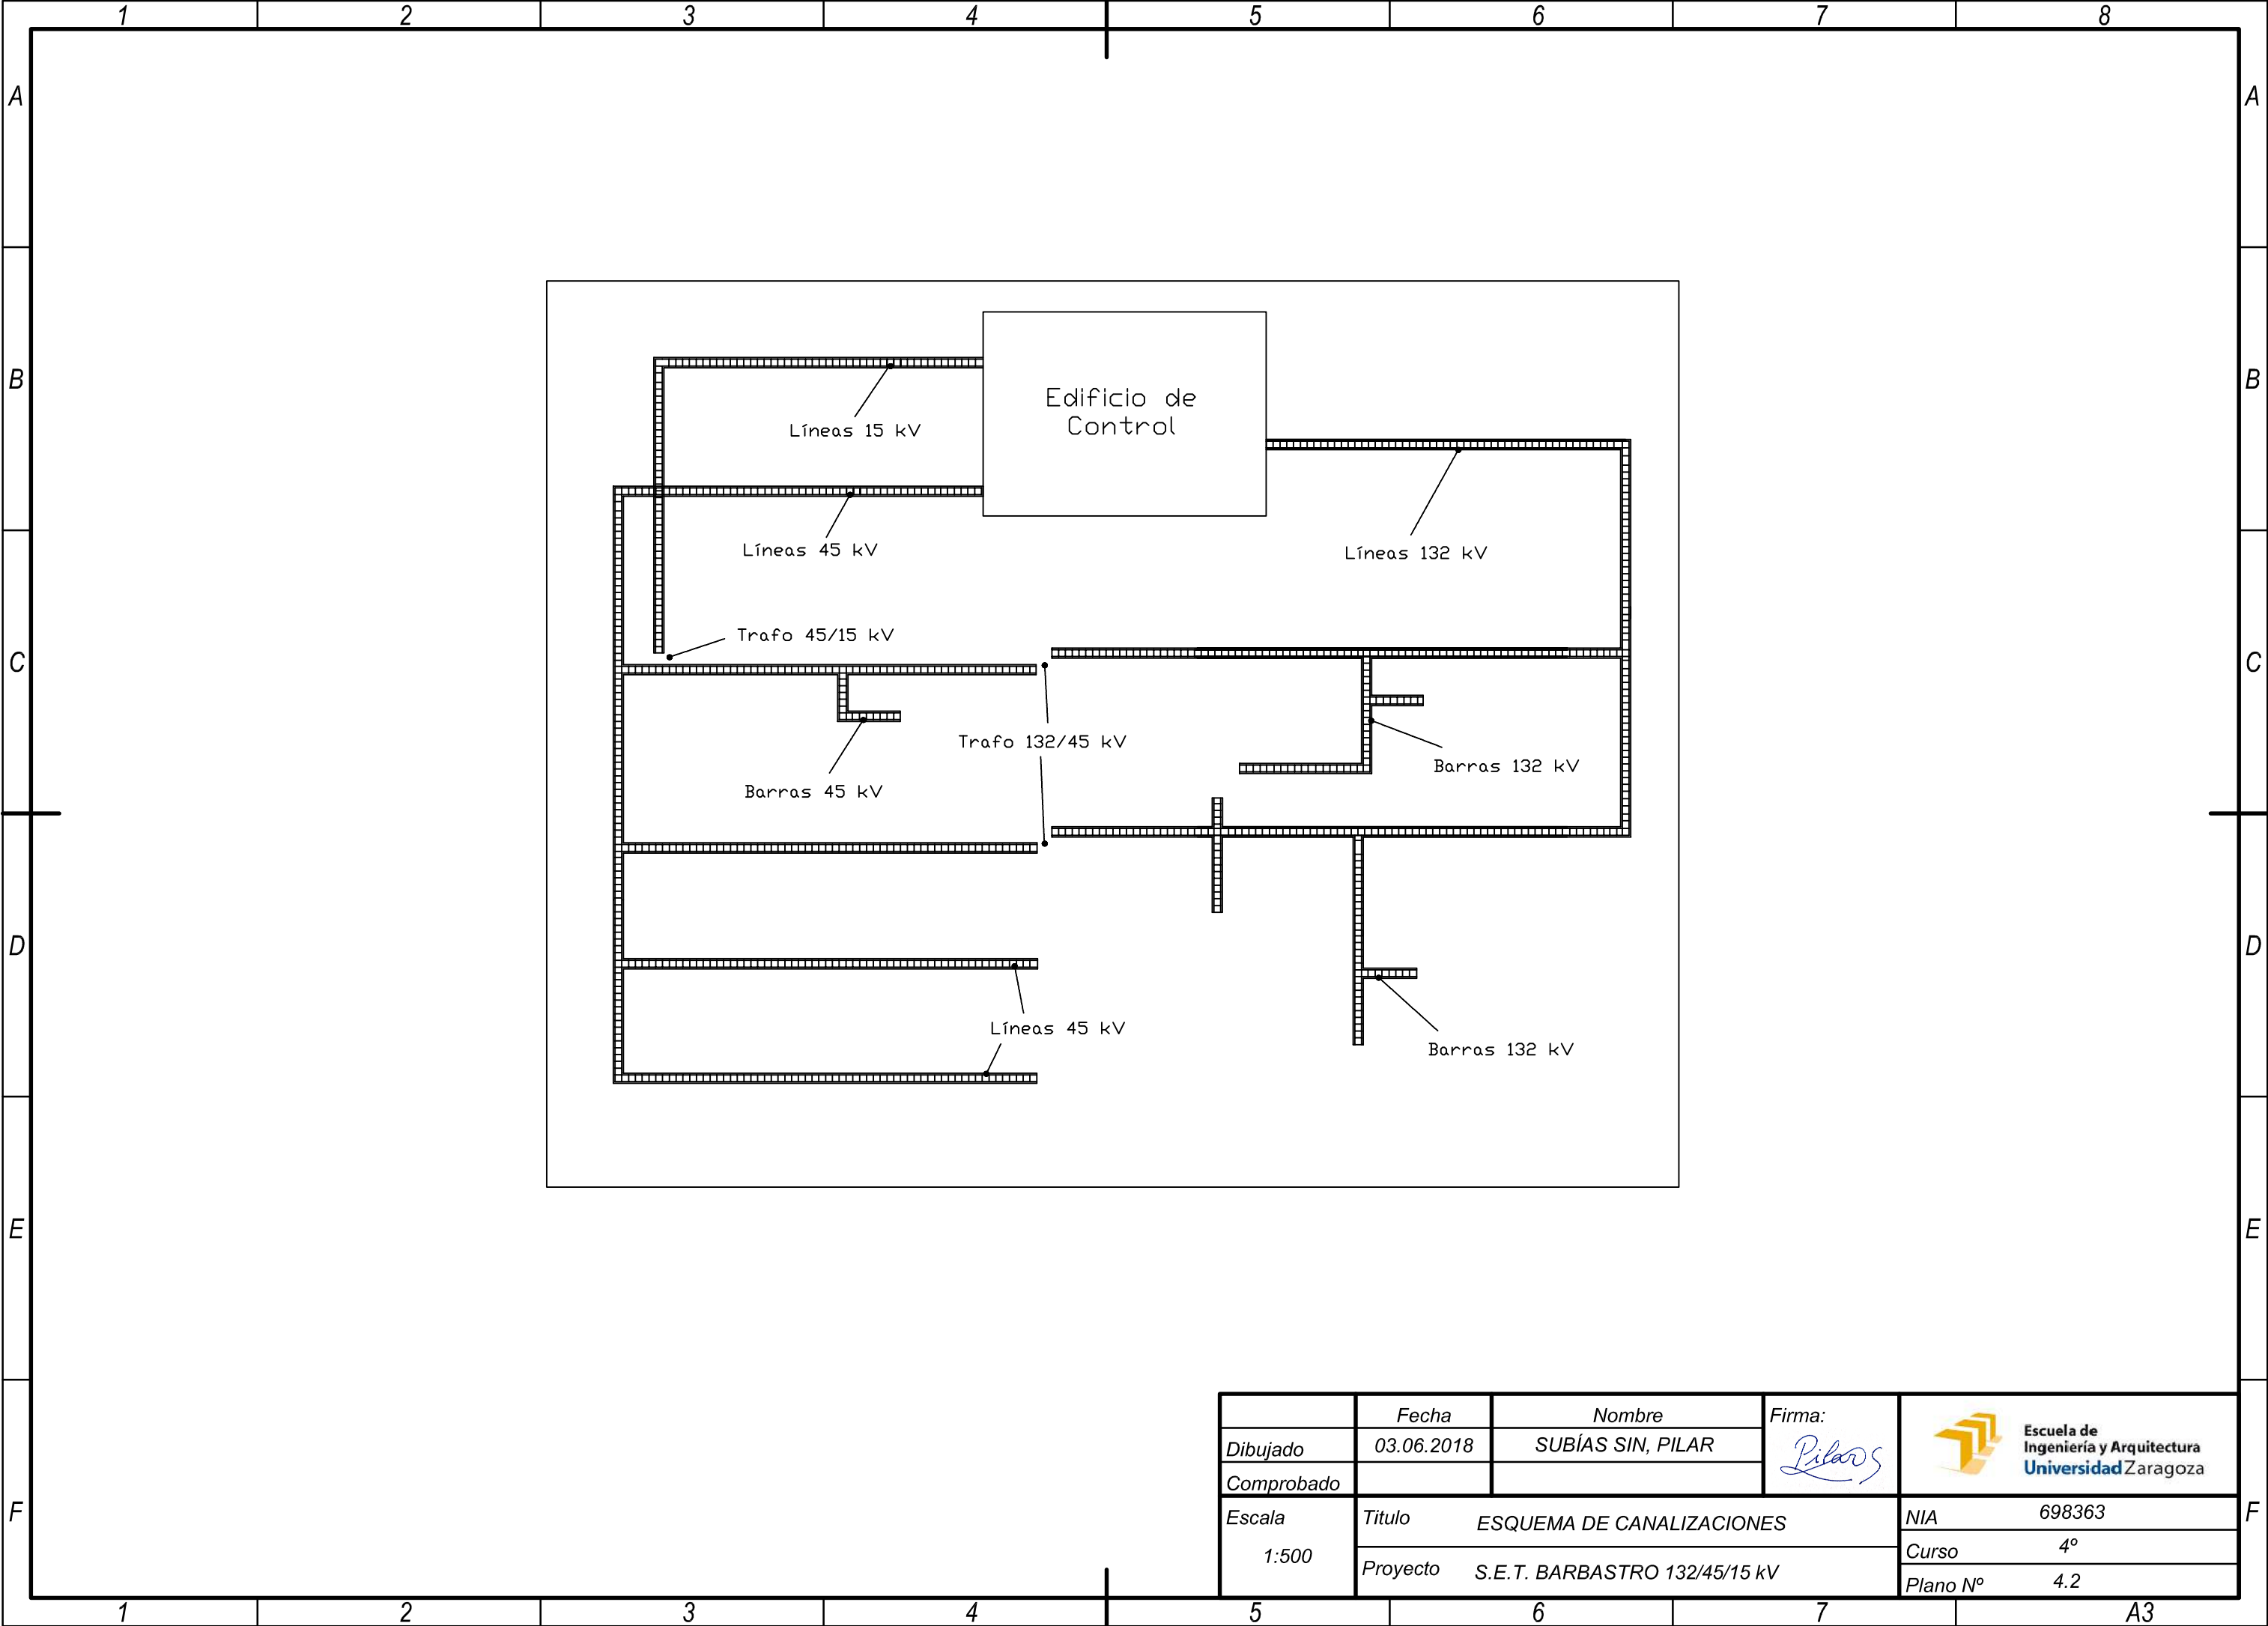 1 2 3 4 5 6 7 8
A A
B B
C C
D D
E E
F F
Edificio de
Control
Líneas 15 kV
Líneas 45 kV
Líneas 132 kV
Trafo 45/15 kV
Trafo 132/45 kV
Barras 45 kV
Barras 132 kV
Líneas 45 kV
Barras 132 kV
Fecha Nombre Firma:
Dibujado 03.06.2018 SUBÍAS SIN, PILAR
Pilar S
Comprobado
Escuela de
Ingeniería y Arquitectura
Universidad Zaragoza
Escala
1:500
Titulo ESQUEMA DE CANALIZACIONES
Proyecto S.E.T. BARBASTRO 132/45/15 kV
NIA 698363
Curso 4º
Plano Nº 4.2
1 2 3 4 5 6 7 A3